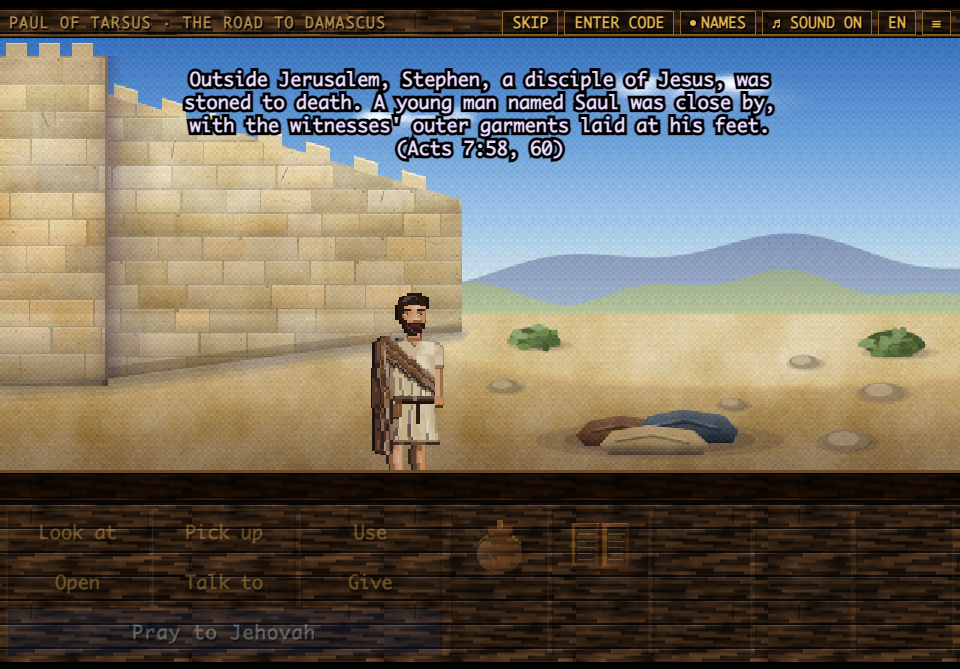 PAUL OF TARSUS · THE ROAD TO DAMASCUS
SKIP
ENTER CODE
● NAMES
♬ SOUND ON
EN
≡
Outside Jerusalem, Stephen, a disciple of Jesus, was
stoned to death. A young man named Saul was close by,
with the witnesses' outer garments laid at his feet.
(Acts 7:58, 60)
Look at
Pick up
Use
Open
Talk to
Give
Pray to Jehovah